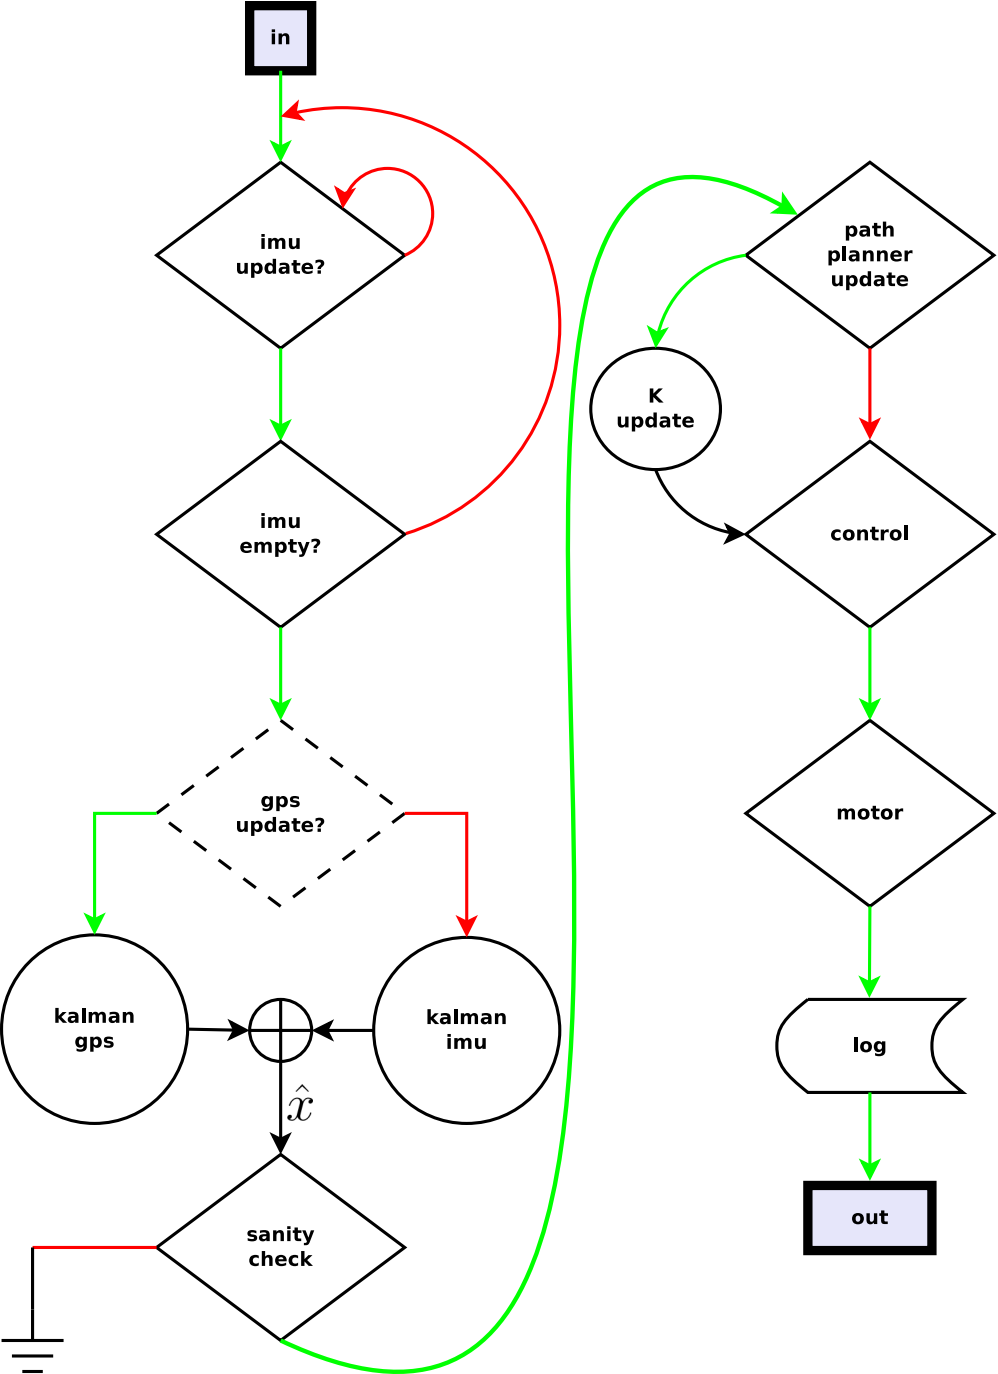 in
imu
update?
imu
empty?
gps
update?
kalman
gps
kalman
imu
x̂
sanity
check
path
planner
update
K
update
control
motor
log
out